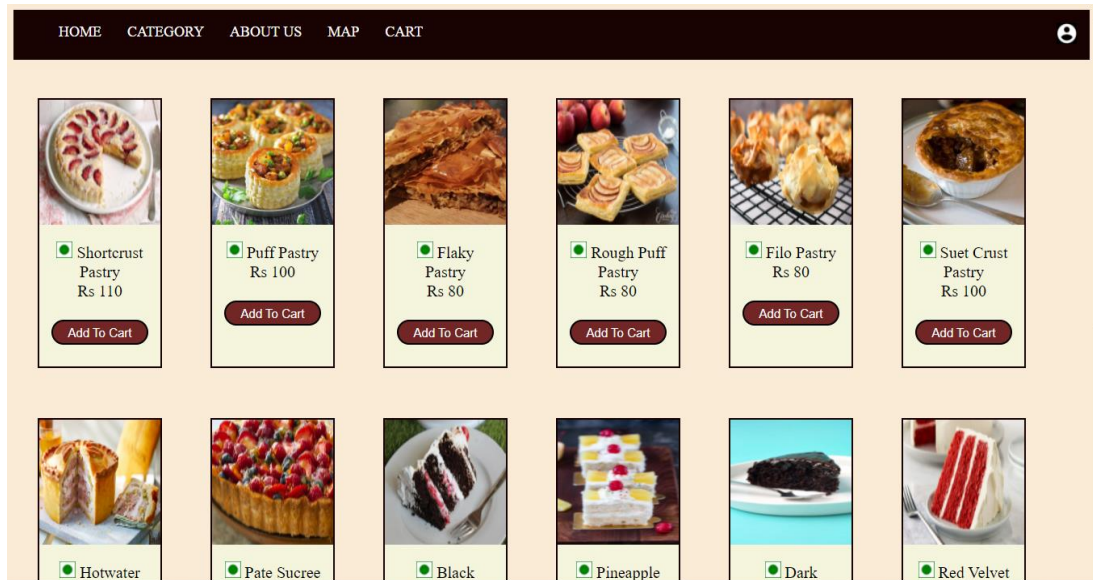 HOME CATEGORY ABOUT US MAP CART
Shortcrust
Pastry
Rs 110
Add To Cart
Puff Pastry
Rs 100
Add To Cart
Flaky
Pastry
Rs 80
Add To Cart
Rough Puff
Pastry
Rs 80
Add To Cart
Filo Pastry
Rs 80
Add To Cart
Suet Crust
Pastry
Rs 100
Add To Cart
Hotwater
Pate Sucree
Black
Pineapple
Dark
Red Velvet